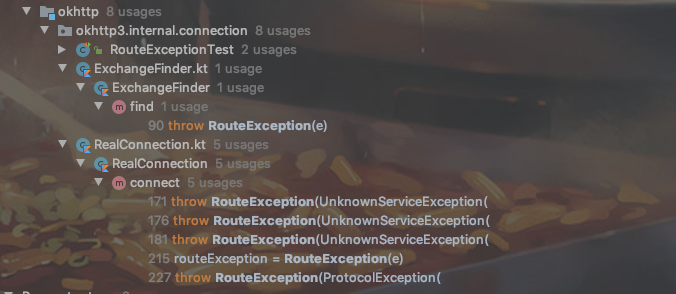 okhttp 8 usages
okhttp3.internal.connection 8 usages
RouteExceptionTest 2 usages
ExchangeFinder.kt 1 usage
ExchangeFinder 1 usage
find 1 usage
90 throw RouteException(e)
RealConnection.kt 5 usages
RealConnection 5 usages
connect 5 usages
171 throw RouteException(UnknownServiceException(
176 throw RouteException(UnknownServiceException(
181 throw RouteException(UnknownServiceException(
215 routeException = RouteException(e)
227 throw RouteException(ProtocolException(